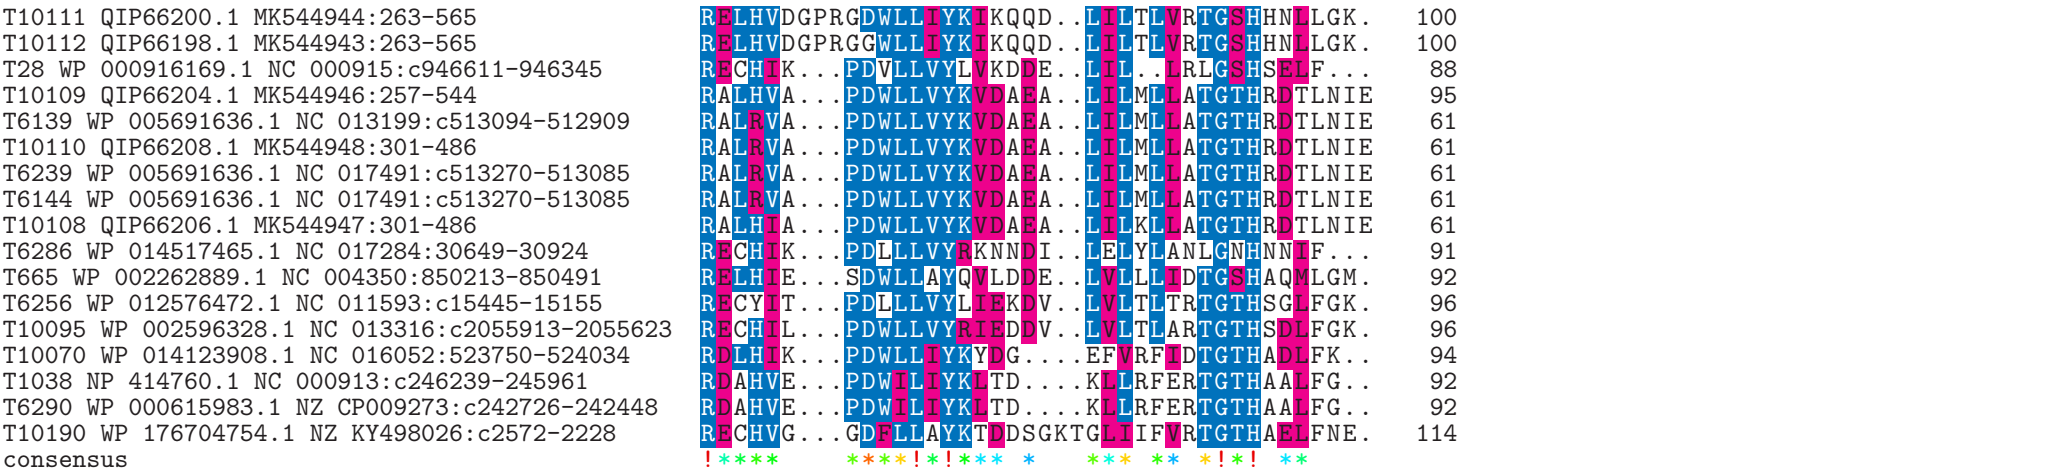 T10111 QIP66200.1 MK544944:263-565 RELHVDGPRGDWLLIYKIKQQD..LILTLVRTGSHHNLLGK. 100
T10112 QIP66198.1 MK544943:263-565 RELHVDGPRGGWLLIYKIKQQD..LILTLVRTGSHHNLLGK. 100
T28 WP 000916169.1 NC 000915:c946611-946345 RECHIK...PDVLLVYLVKDDE..LIL..LRLGSHSELF... 88
T10109 QIP66204.1 MK544946:257-544 RALHVA...PDWLLVYKVDAEA..LILMLLATGTHRDTLNIE 95
T6139 WP 005691636.1 NC 013199:c513094-512909 RALRVA...PDWLLVYKVDAEA..LILMLLATGTHRDTLNIE 61
T10110 QIP66208.1 MK544948:301-486 RALRVA...PDWLLVYKVDAEA..LILMLLATGTHRDTLNIE 61
T6239 WP 005691636.1 NC 017491:c513270-513085 RALRVA...PDWLLVYKVDAEA..LILMLLATGTHRDTLNIE 61
T6144 WP 005691636.1 NC 017491:c513270-513085 RALRVA...PDWLLVYKVDAEA..LILMLLATGTHRDTLNIE 61
T10108 QIP66206.1 MK544947:301-486 RALHIA...PDWLLVYKVDAEA..LILKLLATGTHRDTLNIE 61
T6286 WP 014517465.1 NC 017284:30649-30924 RECHIK...PDLLLVYRKNNDI..LELYLANLGNHNNIF... 91
T665 WP 002262889.1 NC 004350:850213-850491 RELHIE...SDWLLAYQVLDDE..LVLLLIDTGSHAQMLGM. 92
T6256 WP 012576472.1 NC 011593:c15445-15155 RECYIT...PDLLLVYLIEKDV..LVLTLTRTGTHSGLFGK. 96
T10095 WP 002596328.1 NC 013316:c2055913-2055623 RECHIL...PDWLLVYRIEDDV..LVLTLARTGTHSDLFGK. 96
T10070 WP 014123908.1 NC 016052:523750-524034 RDLHIK...PDWLLIYKYDG....EFVRFIDTGTHADLFK.. 94
T1038 NP 414760.1 NC 000913:c246239-245961 RDAHVE...PDWILIYKLTD....KLLRFERTGTHAALFG.. 92
T6290 WP 000615983.1 NZ CP009273:c242726-242448 RDAHVE...PDWILIYKLTD....KLLRFERTGTHAALFG.. 92
T10190 WP 176704754.1 NZ KY498026:c2572-2228 RECHVG...GDFLLAYKTDDSGKTGLIIFVRTGTHAELFNE. 114
consensus !****    ****!*!*** *   *** ** *!*! **